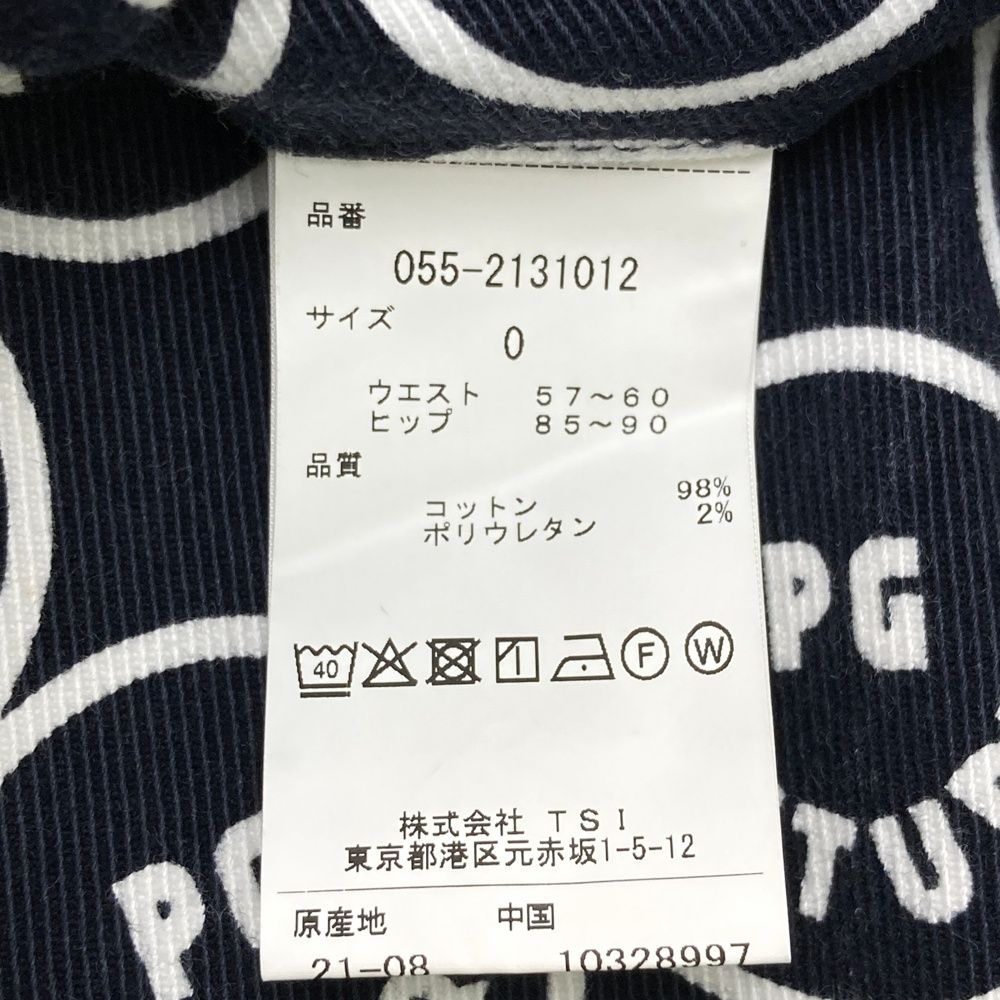 品番
055-2131012
サイズ
0
ウエスト 57～60
ヒップ 85～90
品質
コットン 98%
ポリウレタン 2%
40
F
W
株式会社 TSI
東京都港区元赤坂1-5-12
原産地 中国
21-08 10328997
PG